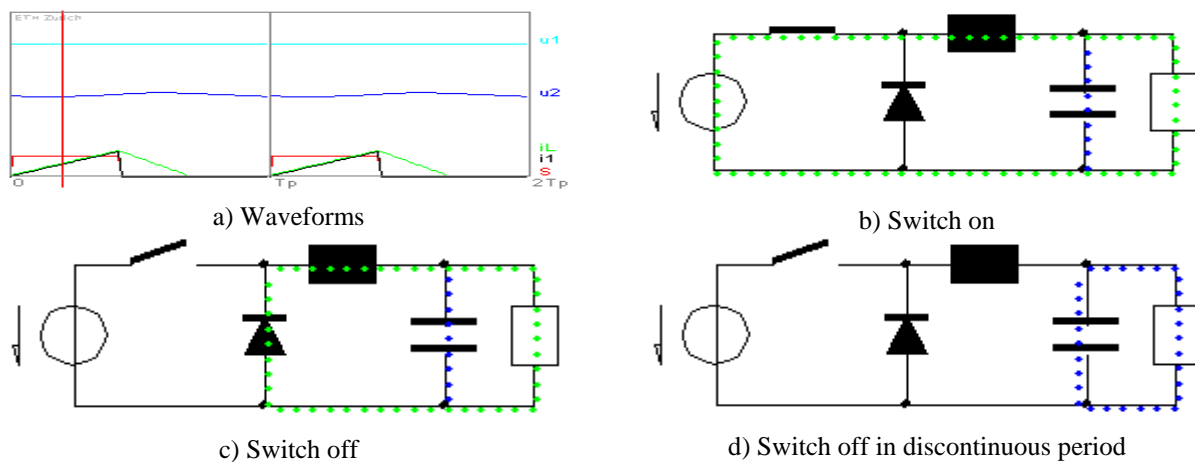 ETH Zurich
u1
u2
iL
i1
S
0
Tp
2Tp
a) Waveforms
b) Switch on
c) Switch off
d) Switch off in discontinuous period